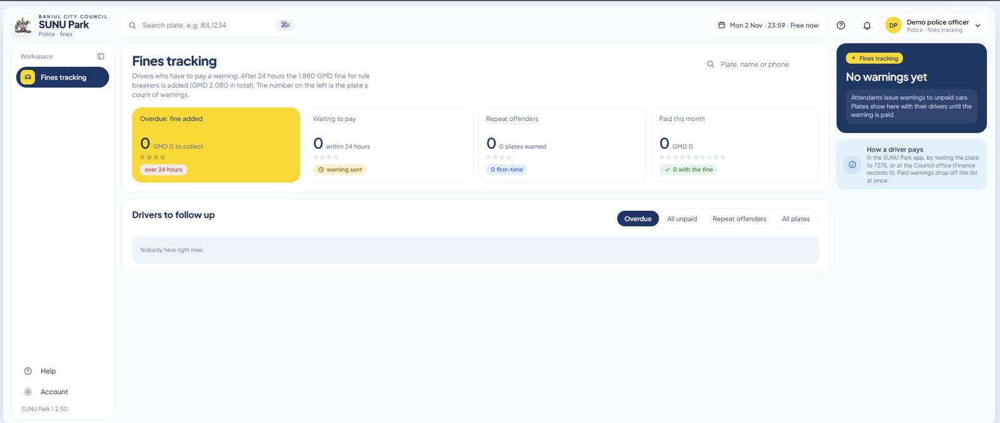 BANJUL CITY COUNCIL
SUNU Park
Police · fines
Search plate, e.g. BJL1234
⌘K
Mon 2 Nov · 23:59 · Free now
DP
Demo police officer
Police · fines tracking
Workspace
Fines tracking
Help
Account
SUNU Park 1.2.50
Fines tracking
Drivers who have to pay a warning. After 24 hours the 1,880 GMD fine for rule
breakers is added (GMD 2,080 in total). The number on the left is the plate's
count of warnings.
Plate, name or phone
Overdue: fine added
0 GMD 0 to collect
over 24 hours
Waiting to pay
0 within 24 hours
warning sent
Repeat offenders
0 0 plates warned
0 first-time
Paid this month
0 GMD 0
0 with the fine
Drivers to follow up
Overdue
All unpaid
Repeat offenders
All plates
Nobody here right now.
Fines tracking
No warnings yet
Attendants issue warnings to unpaid cars.
Plates show here with their drivers until the
warning is paid.
How a driver pays
In the SUNU Park app, by texting the plate
to 7275, or at the Council office (Finance
records it). Paid warnings drop off this list
at once.